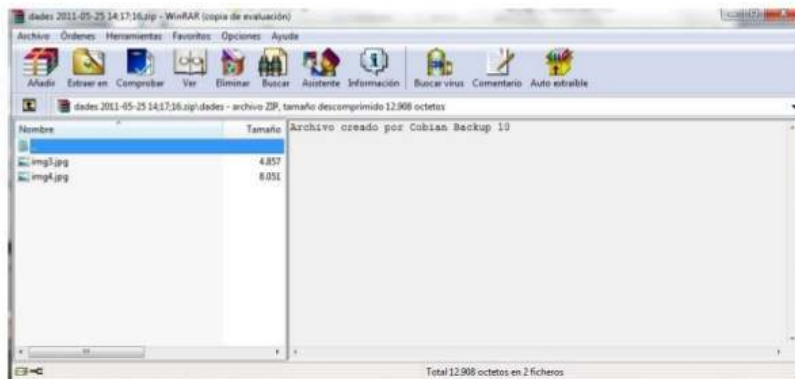 dades 2011-05-25 14;17;16.zip - WinRAR (copia de evaluación)
Archivo Órdenes Herramientas Favoritos Opciones Ayuda
Añadir Extraer en Comprobar Ver Eliminar Buscar Asistente Información Buscar virus Comentario Auto extraíble
dades 2011-05-25 14;17;16.zip\dades - archivo ZIP, tamaño descomprimido 12.908 octetos
Nombre Tamaño Archivo creado por Cobian Backup 10
..
img3.jpg 4.857
img4.jpg 8.051
Total 12.908 octetos en 2 ficheros